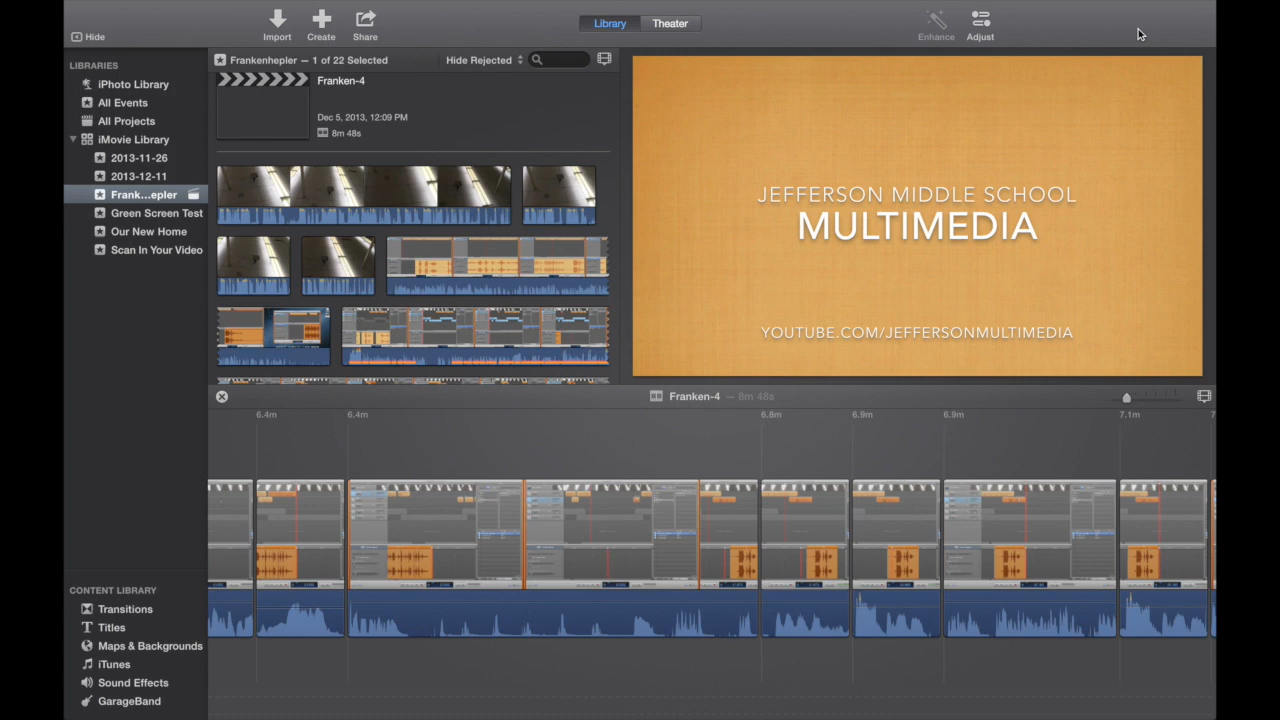 Hide
Import
Create
Share
Library
Theater
Enhance
Adjust
LIBRARIES
iPhoto Library
All Events
All Projects
iMovie Library
2013-11-26
2013-12-11
Frank...epler
Green Screen Test
Our New Home
Scan In Your Video
Frankenhepler — 1 of 22 Selected
Hide Rejected
Franken-4
Dec 5, 2013, 12:09 PM
8m 48s
JEFFERSON MIDDLE SCHOOL
MULTIMEDIA
YOUTUBE.COM/JEFFERSONMULTIMEDIA
Franken-4 — 8m 48s
6.4m 6.4m 6.8m 6.9m 6.9m 7.1m
CONTENT LIBRARY
Transitions
Titles
Maps & Backgrounds
iTunes
Sound Effects
GarageBand